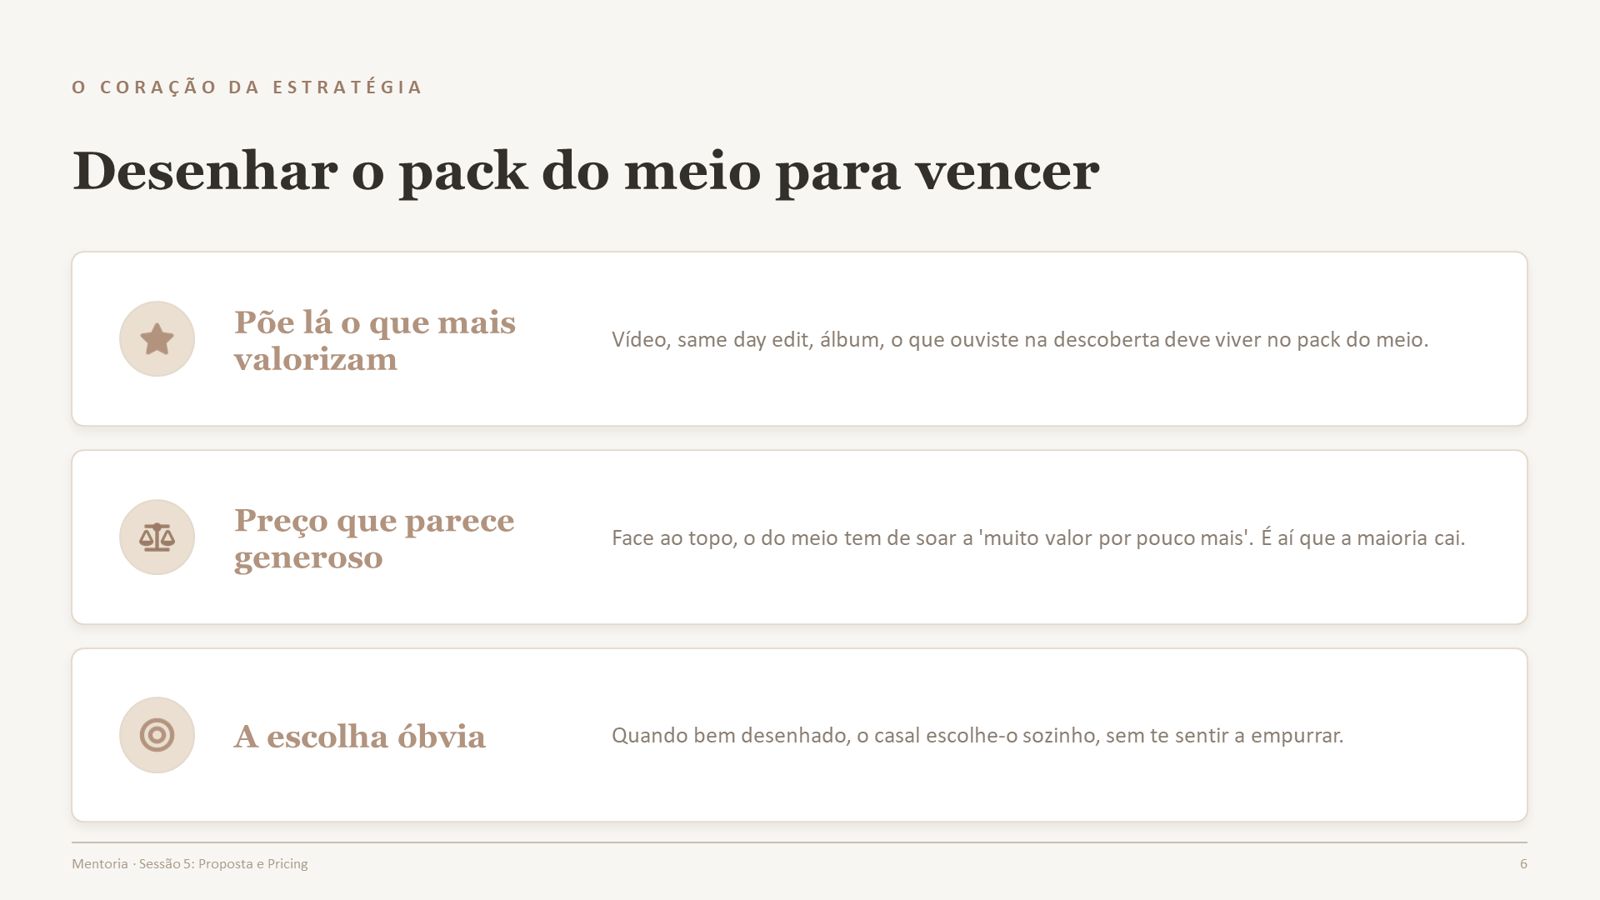 O CORAÇÃO DA ESTRATÉGIA
Desenhar o pack do meio para vencer
Põe lá o que mais
valorizam
Vídeo, same day edit, álbum, o que ouviste na descoberta deve viver no pack do meio.
Preço que parece
generoso
Face ao topo, o do meio tem de soar a 'muito valor por pouco mais'. É aí que a maioria cai.
A escolha óbvia
Quando bem desenhado, o casal escolhe-o sozinho, sem te sentir a empurrar.
Mentoria · Sessão 5: Proposta e Pricing
6